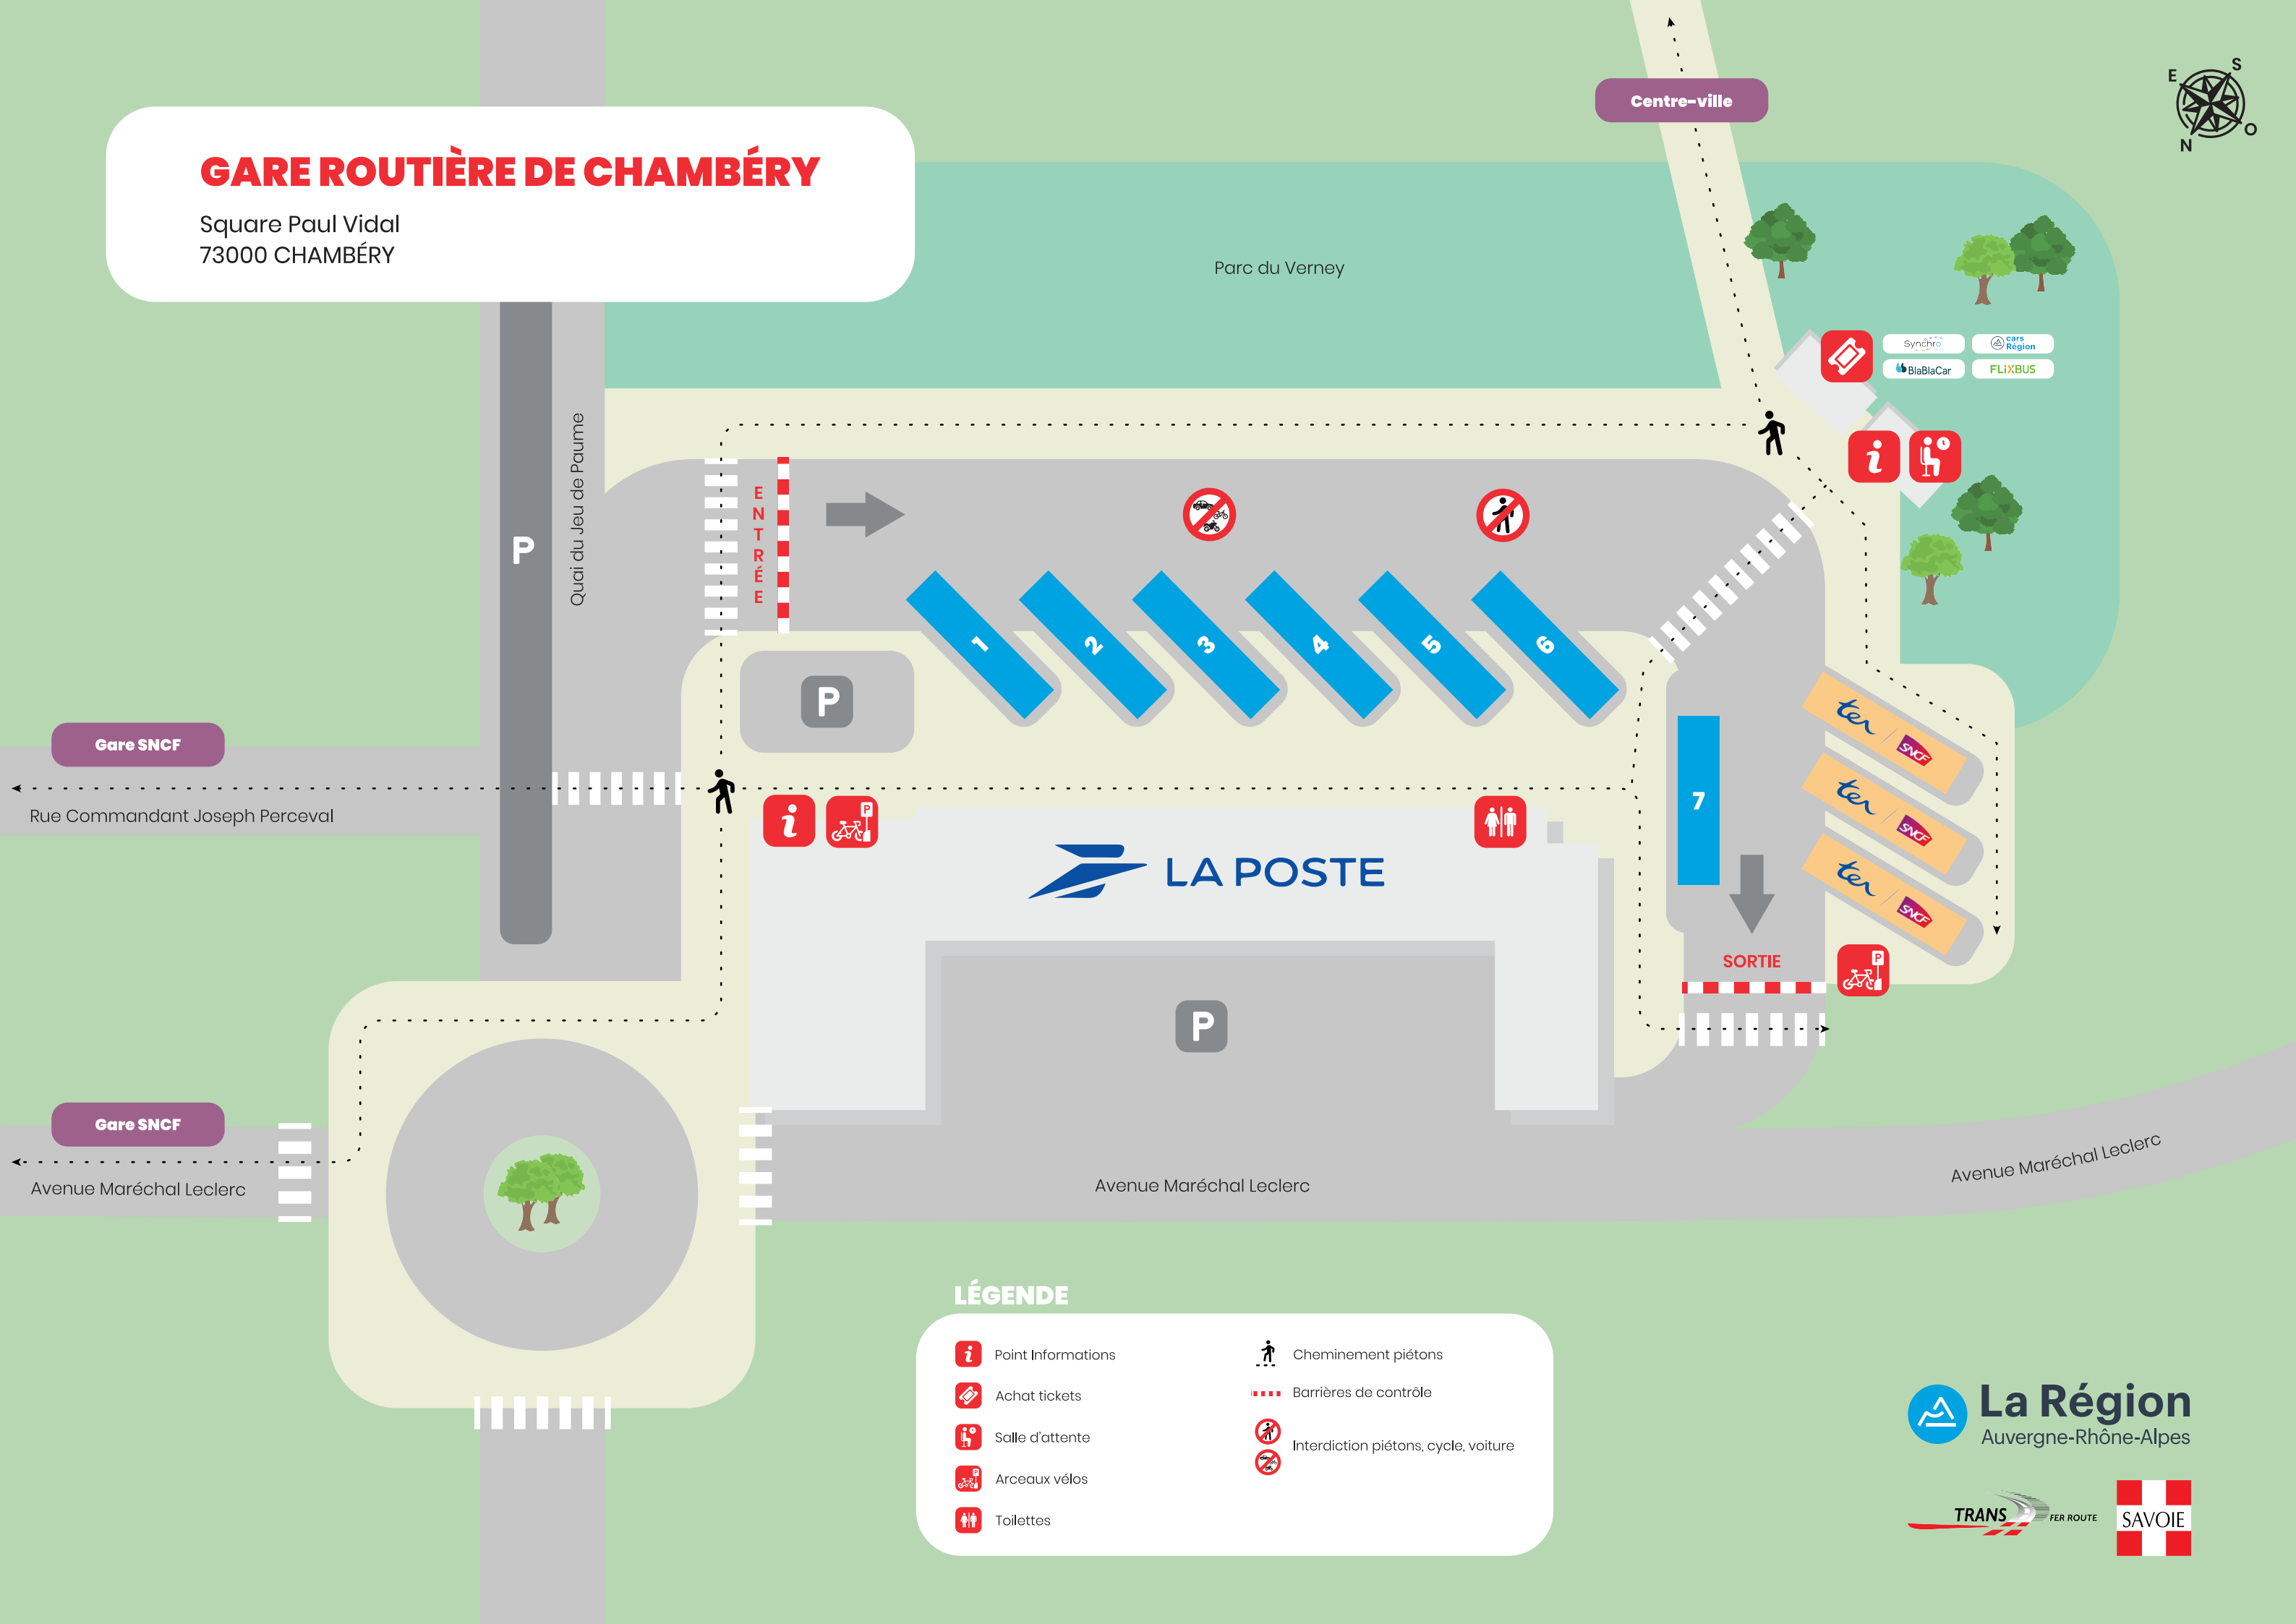 GARE ROUTIÈRE DE CHAMBÉRY
Square Paul Vidal
73000 CHAMBÉRY
Centre-ville
E
S
O
N
Parc du Verney
Synchro
cars
Région
BlaBlaCar
FLiXBUS
i
Quai du Jeu de Paume
P
ENTRÉE
1
2
3
4
5
6
P
ter
SNCF
ter
SNCF
ter
SNCF
7
Gare SNCF
Rue Commandant Joseph Perceval
i
P
LA POSTE
P
SORTIE
P
Gare SNCF
Avenue Maréchal Leclerc
Avenue Maréchal Leclerc
Avenue Maréchal Leclerc
LÉGENDE
i
Point Informations
Achat tickets
Salle d'attente
P
Arceaux vélos
Toilettes
Cheminement piétons
Barrières de contrôle
Interdiction piétons, cycle, voiture
La Région
Auvergne-Rhône-Alpes
TRANS FER ROUTE
SAVOIE